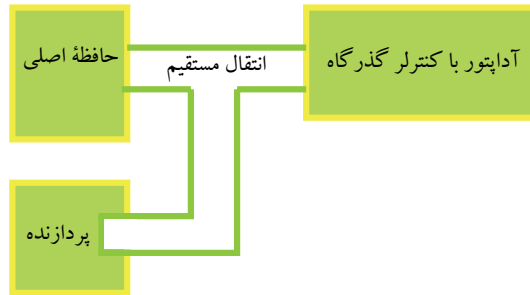 آداپتور با کنترلر گذرگاه
انتقال مستقیم
حافظهٔ اصلی
پردازنده